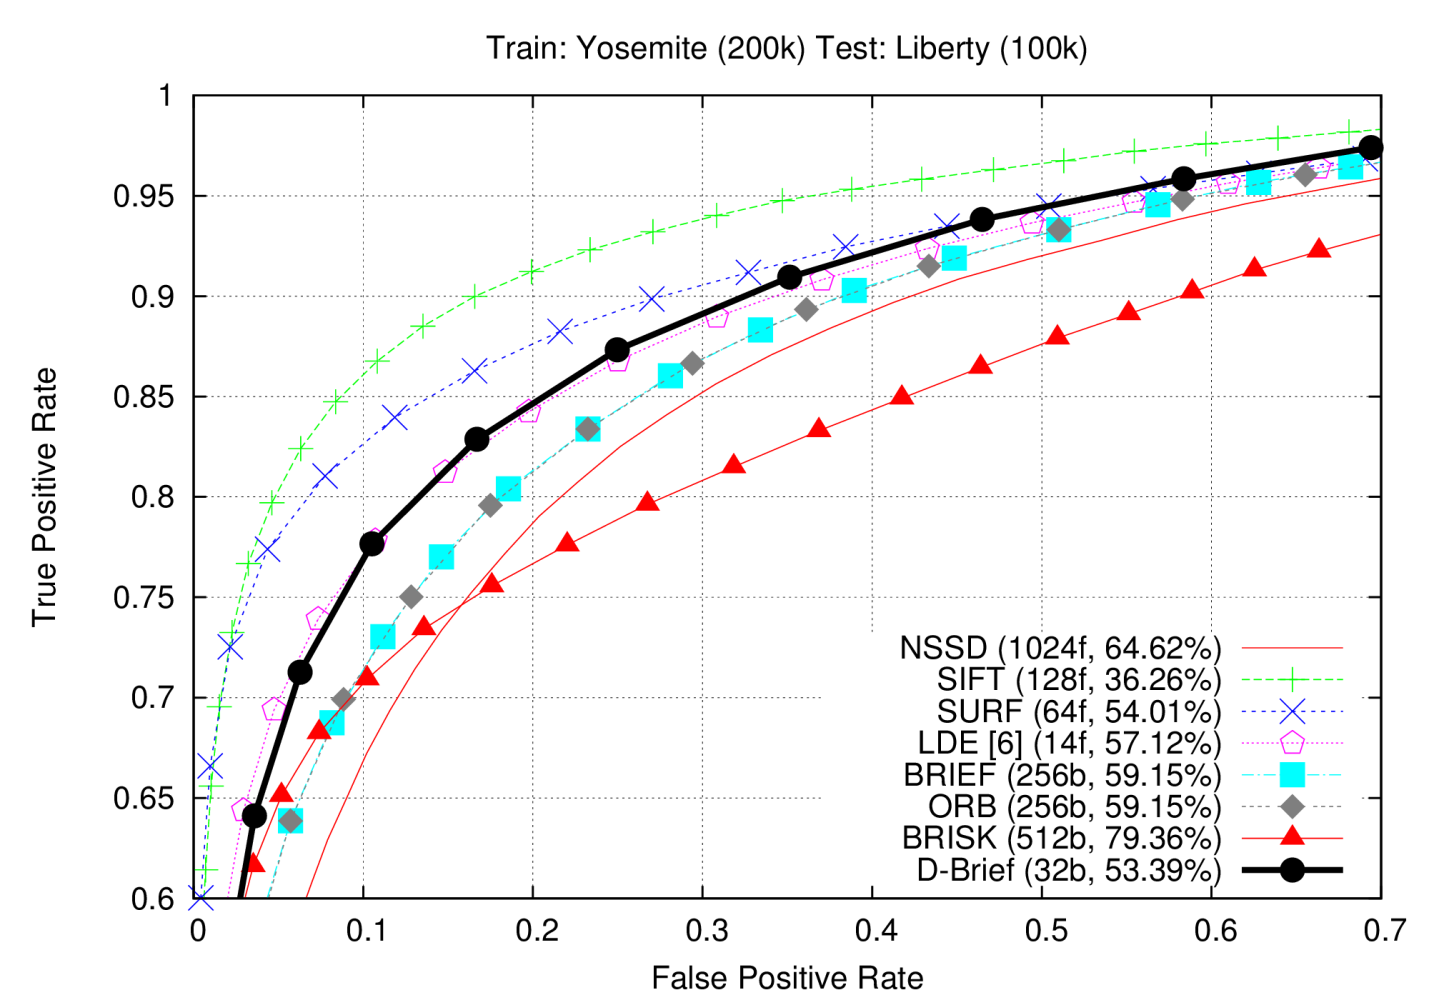 Train: Yosemite (200k) Test: Liberty (100k)
1
0.95
0.9
0.85
0.8
0.75
0.7
0.65
0.6
True Positive Rate
NSSD (1024f, 64.62%)
SIFT (128f, 36.26%)
SURF (64f, 54.01%)
LDE [6] (14f, 57.12%)
BRIEF (256b, 59.15%)
ORB (256b, 59.15%)
BRISK (512b, 79.36%)
D-Brief (32b, 53.39%)
0 0.1 0.2 0.3 0.4 0.5 0.6 0.7
False Positive Rate